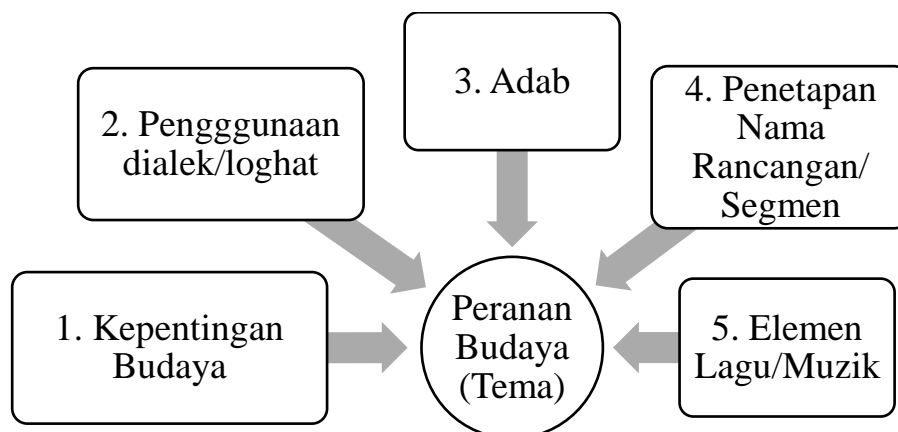 1. Kepentingan
Budaya
2. Pengggunaan
dialek/loghat
3. Adab
4. Penetapan
Nama
Rancangan/
Segmen
5. Elemen
Lagu/Muzik
Peranan
Budaya
(Tema)